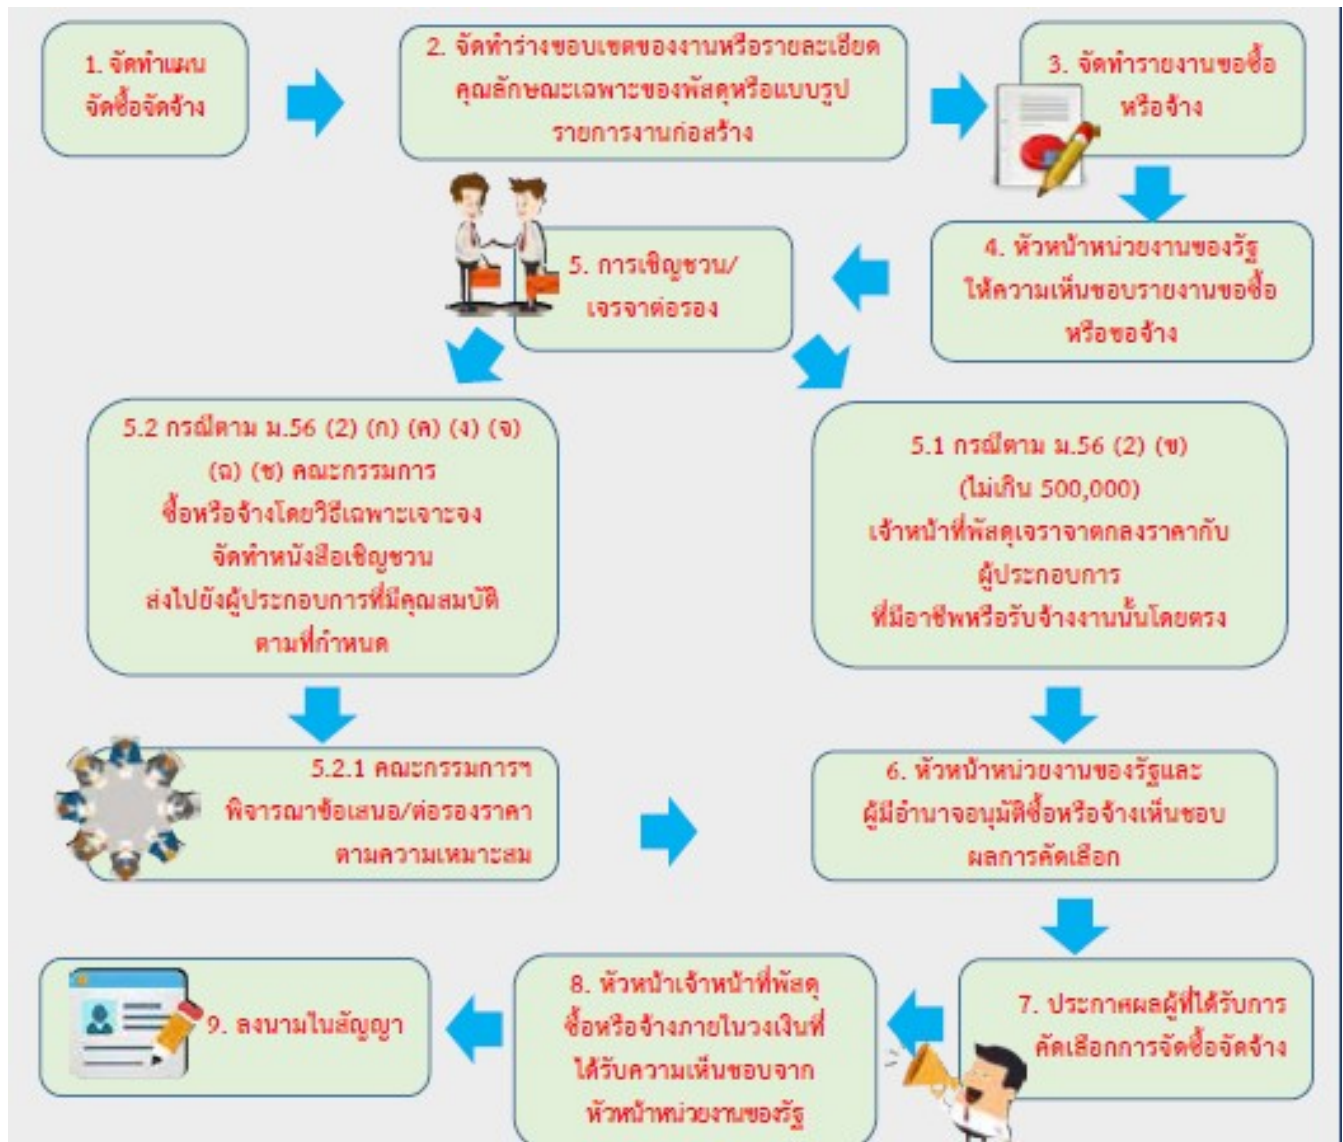 1. จัดทำแผน
จัดซื้อจัดจ้าง
2. จัดทำร่างขอบเขตของงานหรือรายละเอียด
คุณลักษณะเฉพาะของพัสดุหรือแบบรูป
รายการงานก่อสร้าง
3. จัดทำรายงานขอซื้อ
หรือจ้าง
4. หัวหน้าหน่วยงานของรัฐ
ให้ความเห็นชอบรายงานขอซื้อ
หรือขอจ้าง
5. การเชิญชวน/
เจรจาต่อรอง
5.2 กรณีตาม ม.56 (2) (ก) (ค) (ง) (จ)
(ฉ) (ช) คณะกรรมการ
ซื้อหรือจ้างโดยวิธีเฉพาะเจาะจง
จัดทำหนังสือเชิญชวน
ส่งไปยังผู้ประกอบการที่มีคุณสมบัติ
ตามที่กำหนด
5.1 กรณีตาม ม.56 (2) (ข)
(ไม่เกิน 500,000)
เจ้าหน้าที่พัสดุเจราจาตกลงราคากับ
ผู้ประกอบการ
ที่มีอาชีพหรือรับจ้างงานนั้นโดยตรง
5.2.1 คณะกรรมการฯ
พิจารณาข้อเสนอ/ต่อรองราคา
ตามความเหมาะสม
6. หัวหน้าหน่วยงานของรัฐและ
ผู้มีอำนาจอนุมัติซื้อหรือจ้างเห็นชอบ
ผลการคัดเลือก
7. ประกาศผลผู้ที่ได้รับการ
คัดเลือกการจัดซื้อจัดจ้าง
8. หัวหน้าเจ้าหน้าที่พัสดุ
ซื้อหรือจ้างภายในวงเงินที่
ได้รับความเห็นชอบจาก
หัวหน้าหน่วยงานของรัฐ
9. ลงนามในสัญญา